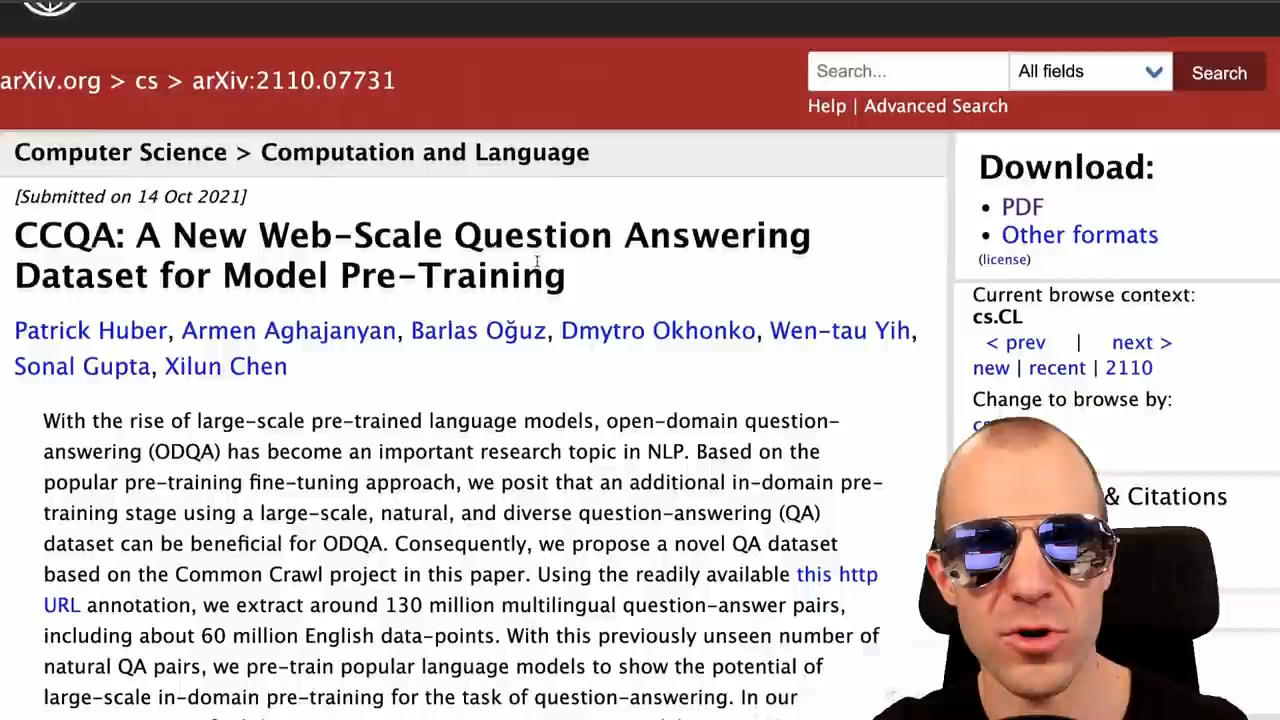 arXiv.org > cs > arXiv:2110.07731
Search...
All fields
Search
Help | Advanced Search
Computer Science > Computation and Language
[Submitted on 14 Oct 2021]
CCQA: A New Web-Scale Question Answering
Dataset for Model Pre-Training
Patrick Huber, Armen Aghajanyan, Barlas Oğuz, Dmytro Okhonko, Wen-tau Yih,
Sonal Gupta, Xilun Chen
With the rise of large-scale pre-trained language models, open-domain question-
answering (ODQA) has become an important research topic in NLP. Based on the
popular pre-training fine-tuning approach, we posit that an additional in-domain pre-
training stage using a large-scale, natural, and diverse question-answering (QA)
dataset can be beneficial for ODQA. Consequently, we propose a novel QA dataset
based on the Common Crawl project in this paper. Using the readily available this http
URL annotation, we extract around 130 million multilingual question-answer pairs,
including about 60 million English data-points. With this previously unseen number of
natural QA pairs, we pre-train popular language models to show the potential of
large-scale in-domain pre-training for the task of question-answering. In our
Download:
• PDF
• Other formats
(license)
Current browse context:
cs.CL
< prev | next >
new | recent | 2110
Change to browse by:
& Citations